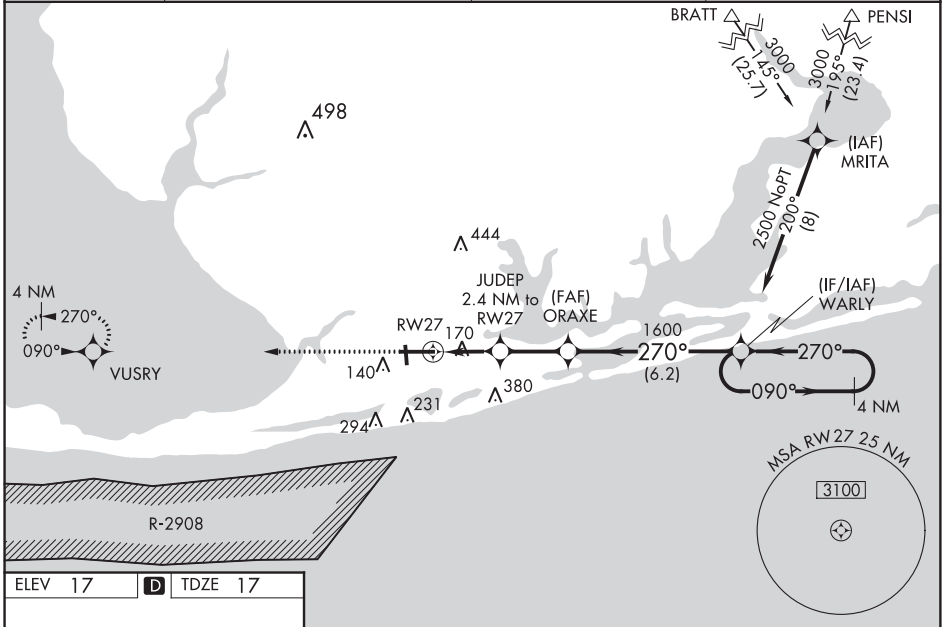 BRATT
PENSI
3000
145°
(25.7)
3000
195°
(23.4)
498
(IAF)
MRITA
2500 NoPT
200°
(8)
444
JUDEP
2.4 NM to
RW27
(FAF)
ORAXE
(IF/IAF)
WARLY
4 NM
270°
090°
VUSRY
RW27
170
1600
270°
(6.2)
270°
090°
4 NM
140
380
231
294
MSA RW 27 25 NM
3100
R-2908
ELEV 17 D TDZE 17